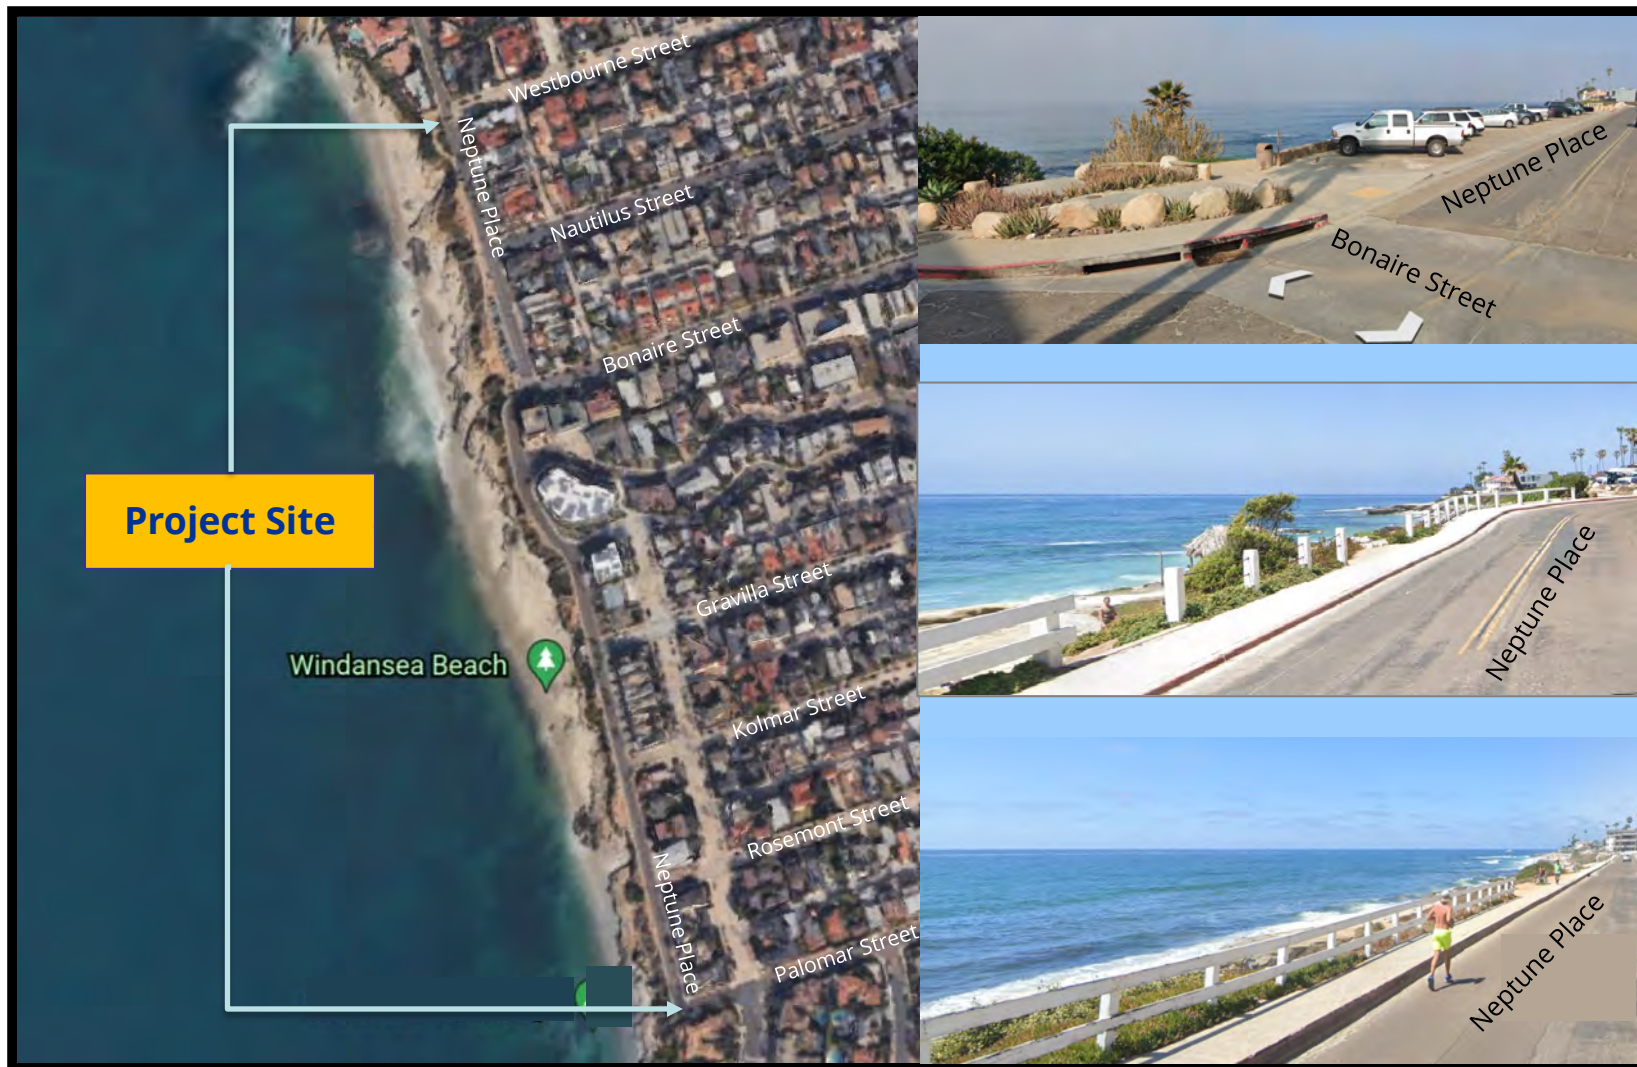 Westbourne Street
Neptune Place
Nautilus Street
Bonaire Street
Project Site
Gravilla Street
Windansea Beach
Kolmar Street
Rosemont Street
Neptune Place
Palomar Street
Neptune Place
Bonaire Street
Neptune Place
Neptune Place